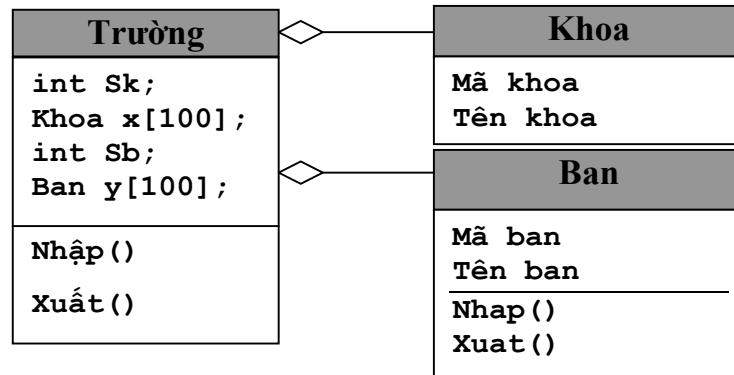 Trường
int Sk;
Khoa x[100];
int Sb;
Ban y[100];
Nhập()
Xuất()
Khoa
Mã khoa
Tên khoa
Ban
Mã ban
Tên ban
Nhap()
Xuat()